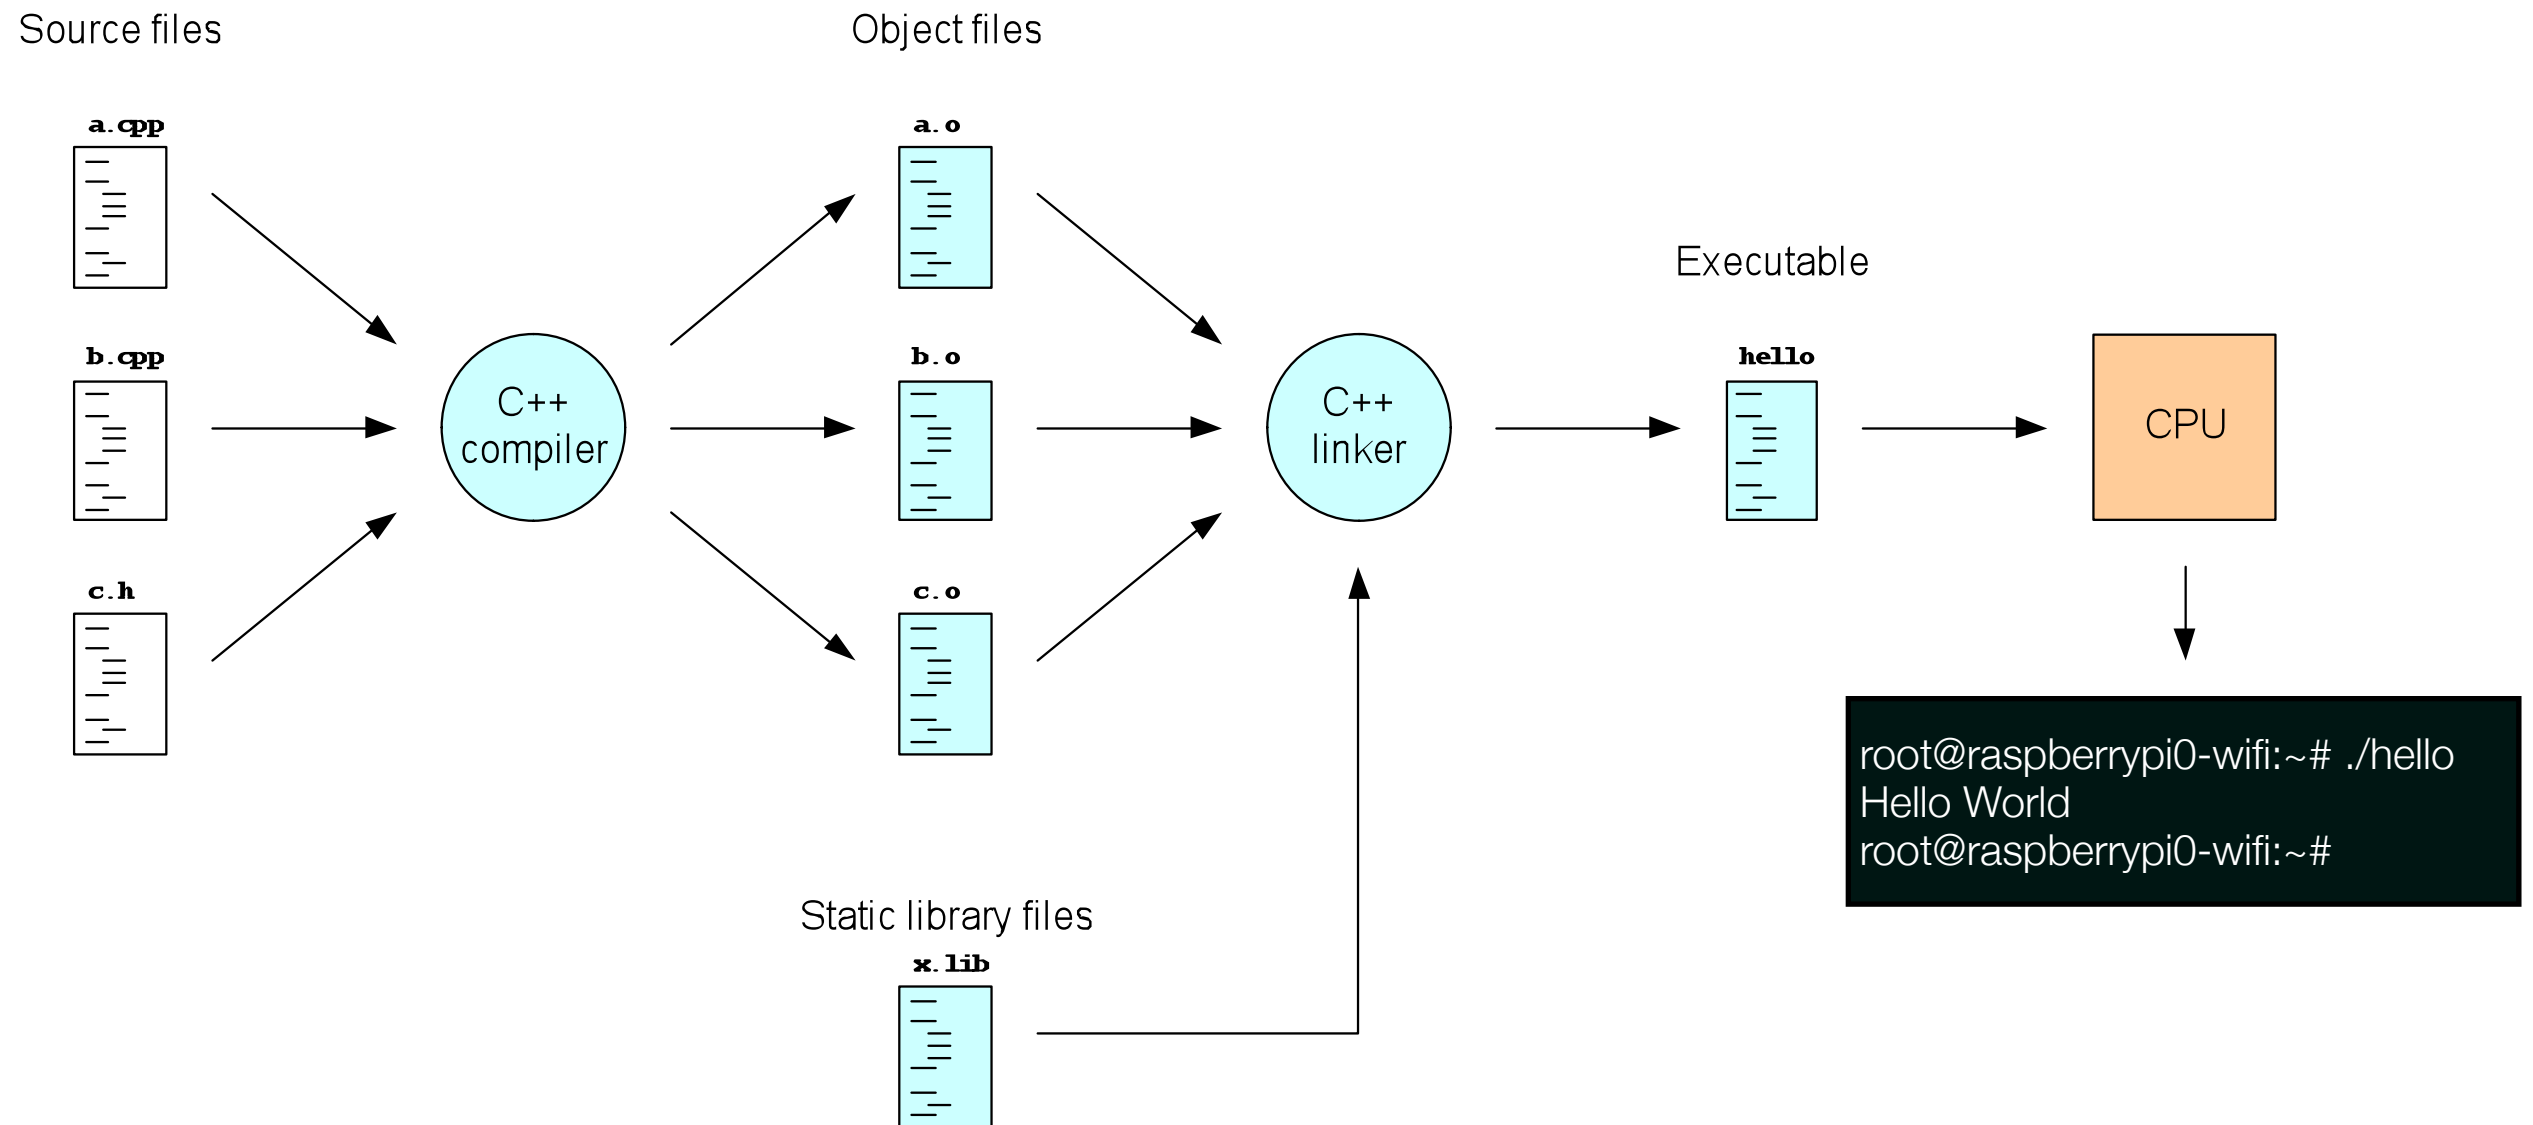 Source files
Object files
a.cpp
a.o
Executable
b.cpp
b.o
hello
C++
compiler
C++
linker
CPU
c.h
c.o
root@raspberrypi0-wifi:~# ./hello
Hello World
root@raspberrypi0-wifi:~#
Static library files
x.lib